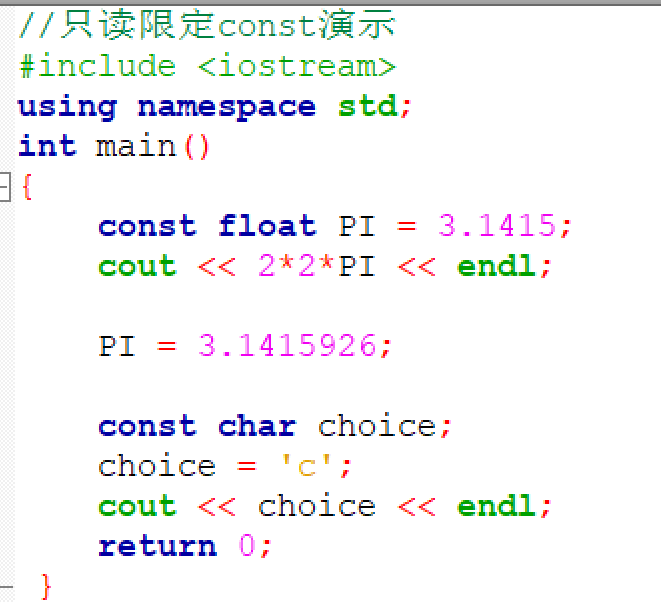 //只读限定const演示
#include <iostream>
using namespace std;
int main()
{
const float PI = 3.1415;
cout << 2*2*PI << endl;
PI = 3.1415926;
const char choice;
choice = 'c';
cout << choice << endl;
return 0;
}